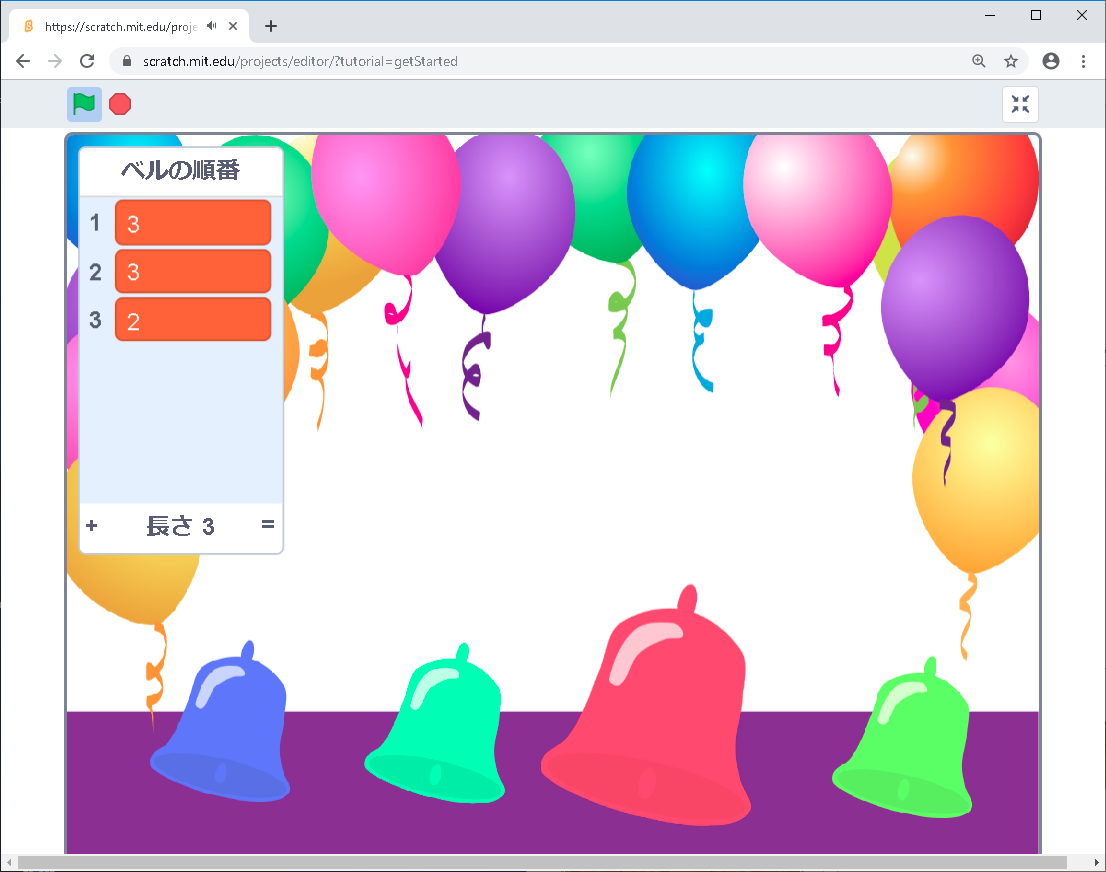 https://scratch.mit.edu/proje
scratch.mit.edu/projects/editor/?tutorial=getStarted
ベルの順番
1 3
2 3
3 2
+ 長さ 3 =